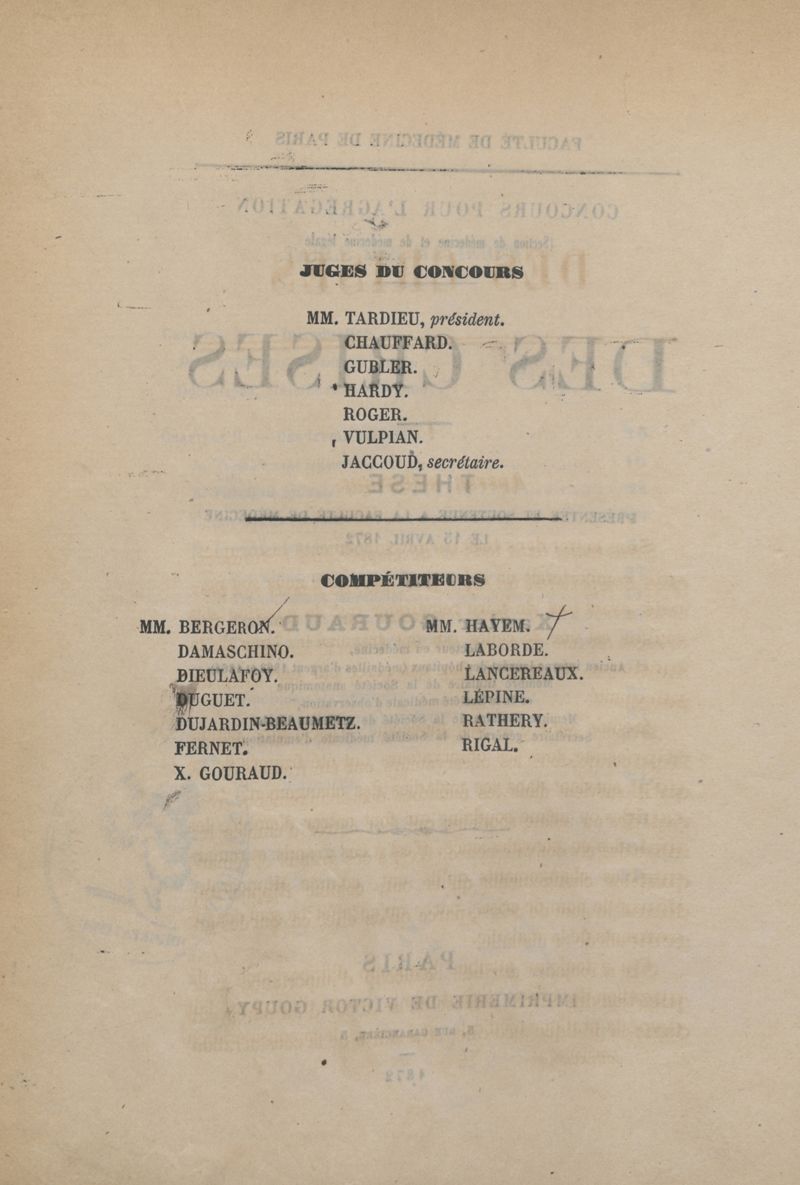 JUGES DU CONCOURS
MM. TARDIEU, président.
CHAUFFARD.
GUBLER.
HARDY.
ROGER.
VULPIAN.
JACCOUD, secrétaire.
COMPÉTITEURS
MM. BERGERON.
DAMASCHINO.
DIEULAFOY.
DUGUET.
DUJARDIN-BEAUMETZ.
FERNET.
X. GOURAUD.
MM. HAYEM.
LABORDE.
LANCEREAUX.
LÉPINE.
RATHERY.
RIGAL.